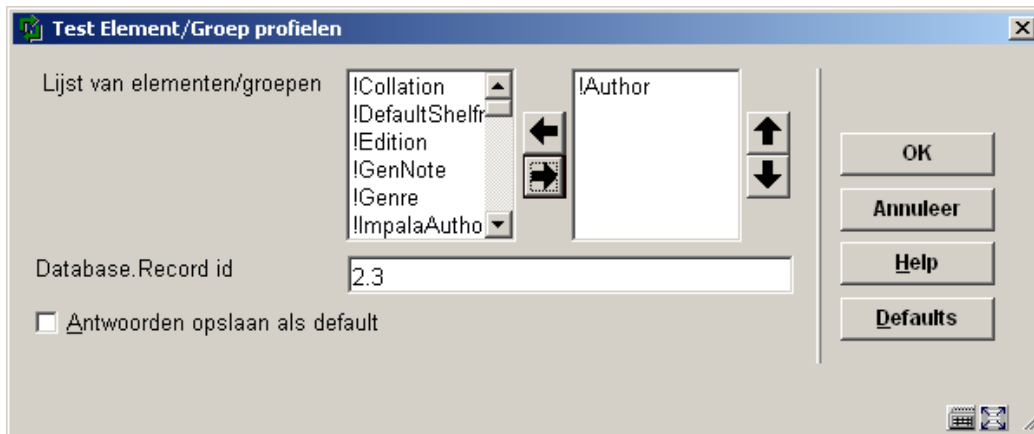 Test Element/Groep profielen
Lijst van elementen/groepen
!Collation
!DefaultShelfr
!Edition
!GenNote
!Genre
!ImpalaAutho
!Author
OK
Annuleer
Help
Defaults
Database.Record id
2.3
Antwoorden opslaan als default